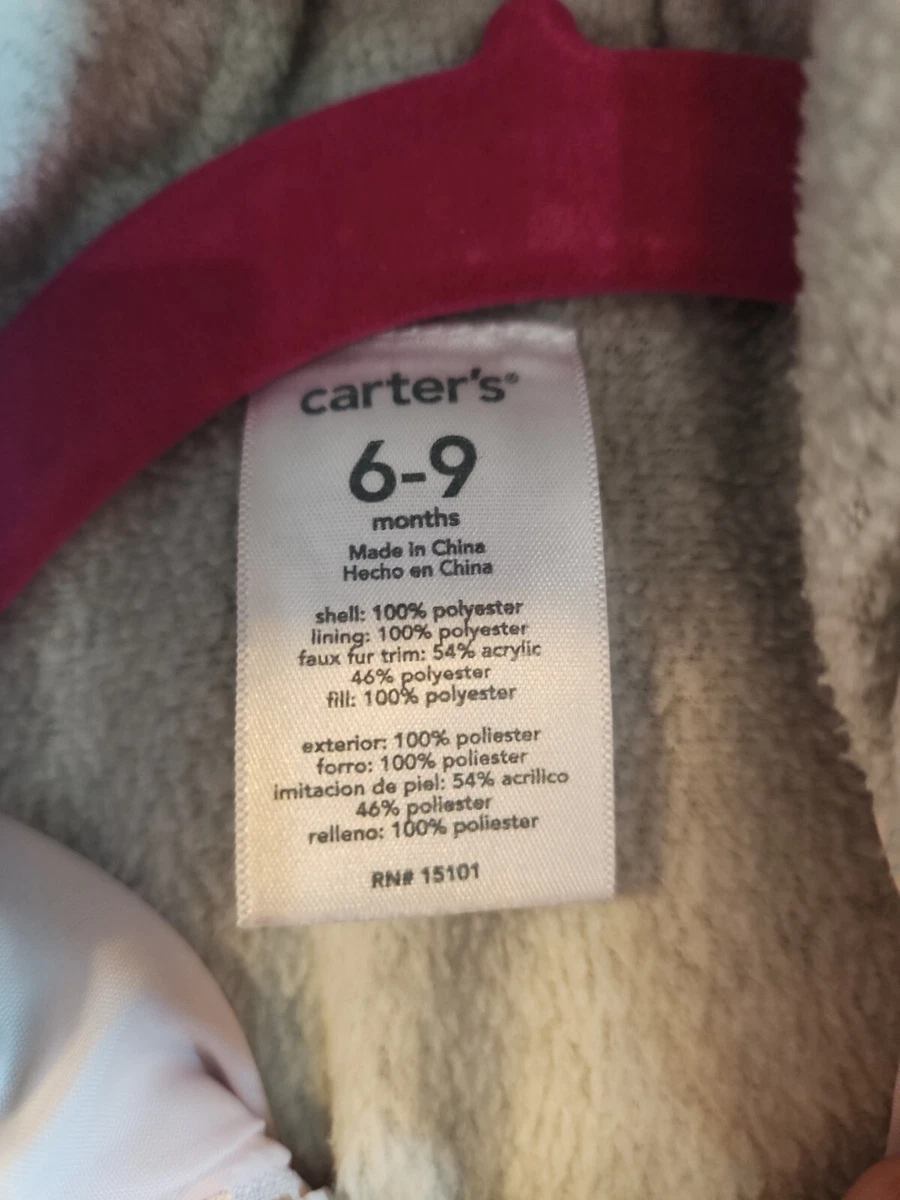 carter's®
6-9
months
Made in China
Hecho en China
shell: 100% polyester
lining: 100% polyester
faux fur trim: 54% acrylic
46% polyester
fill: 100% polyester
exterior: 100% poliester
forro: 100% poliester
imitacion de piel: 54% acrilico
46% poliester
relleno: 100% poliester
RN# 15101